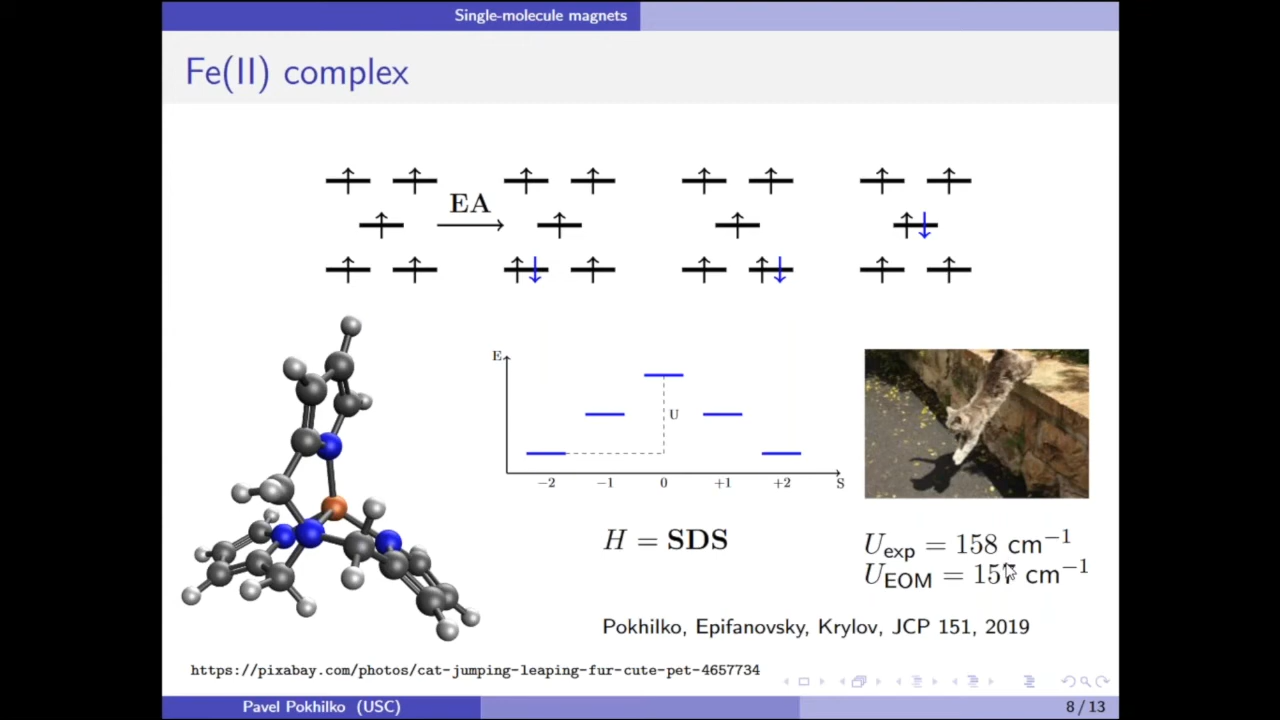 Single-molecule magnets
Fe(II) complex
EA
E
U
−2 −1 0 +1 +2 S
H = SDS
U_exp = 158 cm⁻¹
U_EOM = cm⁻¹
Pokhilko, Epifanovsky, Krylov, JCP 151, 2019
https://pixabay.com/photos/cat-jumping-leaping-fur-cute-pet-4657734
Pavel Pokhilko (USC)
8 / 13